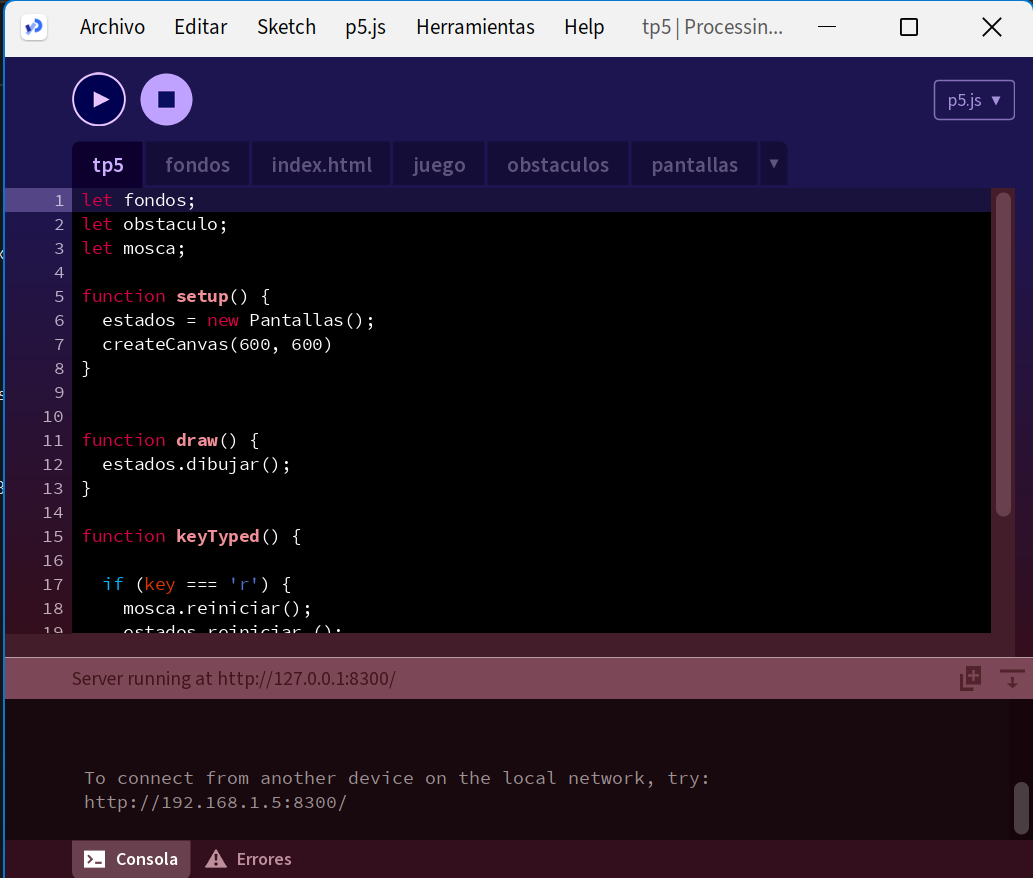 Archivo Editar Sketch p5.js Herramientas Help tp5 | Processin...
p5.js ▼
tp5 fondos index.html juego obstaculos pantallas ▼
1 let fondos;
2 let obstaculo;
3 let mosca;
4
5 function setup() {
6 estados = new Pantallas();
7 createCanvas(600, 600)
8 }
9
10
11 function draw() {
12 estados.dibujar();
13 }
14
15 function keyTyped() {
16
17 if (key === 'r') {
18 mosca.reiniciar();
19 estados.reiniciar ();
Server running at http://127.0.0.1:8300/
To connect from another device on the local network, try:
http://192.168.1.5:8300/
Consola Errores